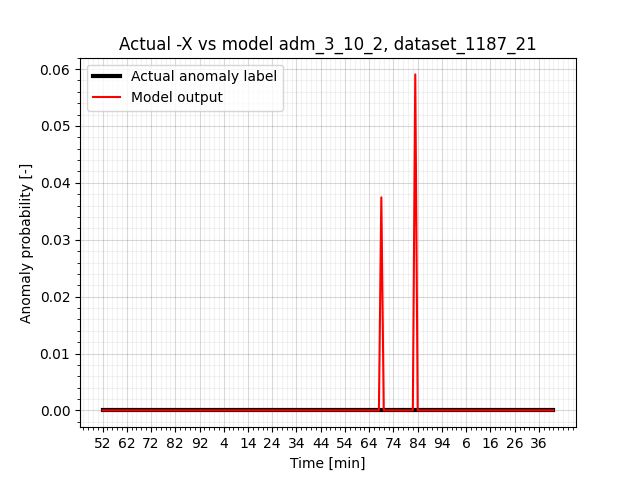 Actual -X vs model adm_3_10_2, dataset_1187_21
Actual anomaly label
Model output
Anomaly probability [-]
0.06
0.05
0.04
0.03
0.02
0.01
0.00
52 62 72 82 92 4 14 24 34 44 54 64 74 84 94 6 16 26 36
Time [min]